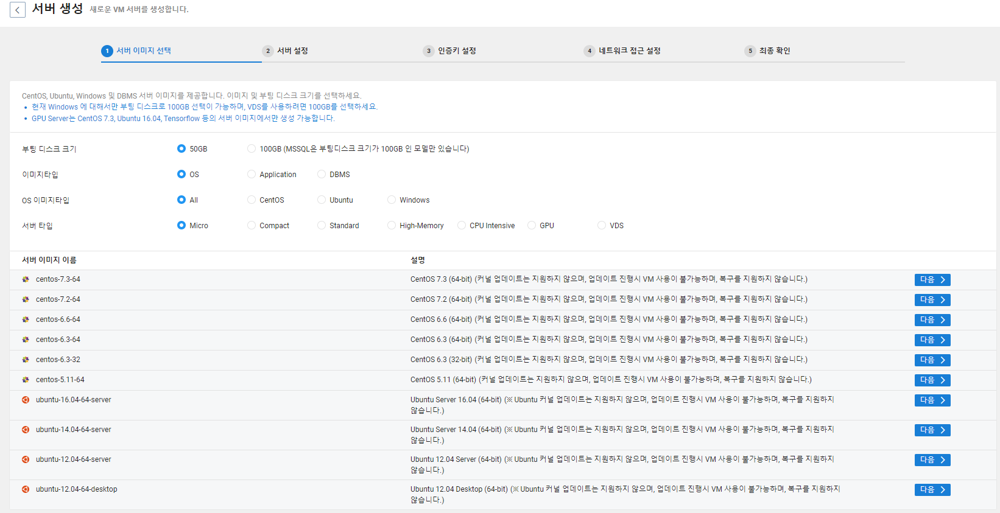 서버 생성 새로운 VM 서버를 생성합니다.
1 서버 이미지 선택 2 서버 설정 3 인증키 설정 4 네트워크 접근 설정 5 최종 확인
CentOS, Ubuntu, Windows 및 DBMS 서버 이미지를 제공합니다. 이미지 및 부팅 디스크 크기를 선택하세요.
• 현재 Windows 에 대해서만 부팅 디스크로 100GB 선택이 가능하며, VDS를 사용하려면 100GB를 선택하세요.
• GPU Server는 CentOS 7.3, Ubuntu 16.04, Tensorflow 등의 서버 이미지에서만 생성 가능합니다.
부팅 디스크 크기 50GB 100GB (MSSQL은 부팅디스크 크기가 100GB 인 모델만 있습니다)
이미지타입 OS Application DBMS
OS 이미지타입 All CentOS Ubuntu Windows
서버 타입 Micro Compact Standard High-Memory CPU Intensive GPU VDS
서버 이미지 이름 설명
centos-7.3-64 CentOS 7.3 (64-bit) (커널 업데이트는 지원하지 않으며, 업데이트 진행시 VM 사용이 불가능하며, 복구를 지원하지 않습니다.) 다음
centos-7.2-64 CentOS 7.2 (64-bit) (커널 업데이트는 지원하지 않으며, 업데이트 진행시 VM 사용이 불가능하며, 복구를 지원하지 않습니다.) 다음
centos-6.6-64 CentOS 6.6 (64-bit) (커널 업데이트는 지원하지 않으며, 업데이트 진행시 VM 사용이 불가능하며, 복구를 지원하지 않습니다.) 다음
centos-6.3-64 CentOS 6.3 (64-bit) (커널 업데이트는 지원하지 않으며, 업데이트 진행시 VM 사용이 불가능하며, 복구를 지원하지 않습니다.) 다음
centos-6.3-32 CentOS 6.3 (32-bit) (커널 업데이트는 지원하지 않으며, 업데이트 진행시 VM 사용이 불가능하며, 복구를 지원하지 않습니다.) 다음
centos-5.11-64 CentOS 5.11 (64-bit) (커널 업데이트는 지원하지 않으며, 업데이트 진행시 VM 사용이 불가능하며, 복구를 지원하지 않습니다.) 다음
ubuntu-16.04-64-server Ubuntu Server 16.04 (64-bit) (※ Ubuntu 커널 업데이트는 지원하지 않으며, 업데이트 진행시 VM 사용이 불가능하며, 복구를 지원하지 다음
않습니다.)
ubuntu-14.04-64-server Ubuntu Server 14.04 (64-bit) (※ Ubuntu 커널 업데이트는 지원하지 않으며, 업데이트 진행시 VM 사용이 불가능하며, 복구를 지원하지 다음
않습니다.)
ubuntu-12.04-64-server Ubuntu 12.04 Server (64-bit) (※ Ubuntu 커널 업데이트는 지원하지 않으며, 업데이트 진행시 VM 사용이 불가능하며, 복구를 지원하지 다음
않습니다.)
ubuntu-12.04-64-desktop Ubuntu 12.04 Desktop (64-bit) (※ Ubuntu 커널 업데이트는 지원하지 않으며, 업데이트 진행시 VM 사용이 불가능하며, 복구를 지원하지 다음
않습니다.)